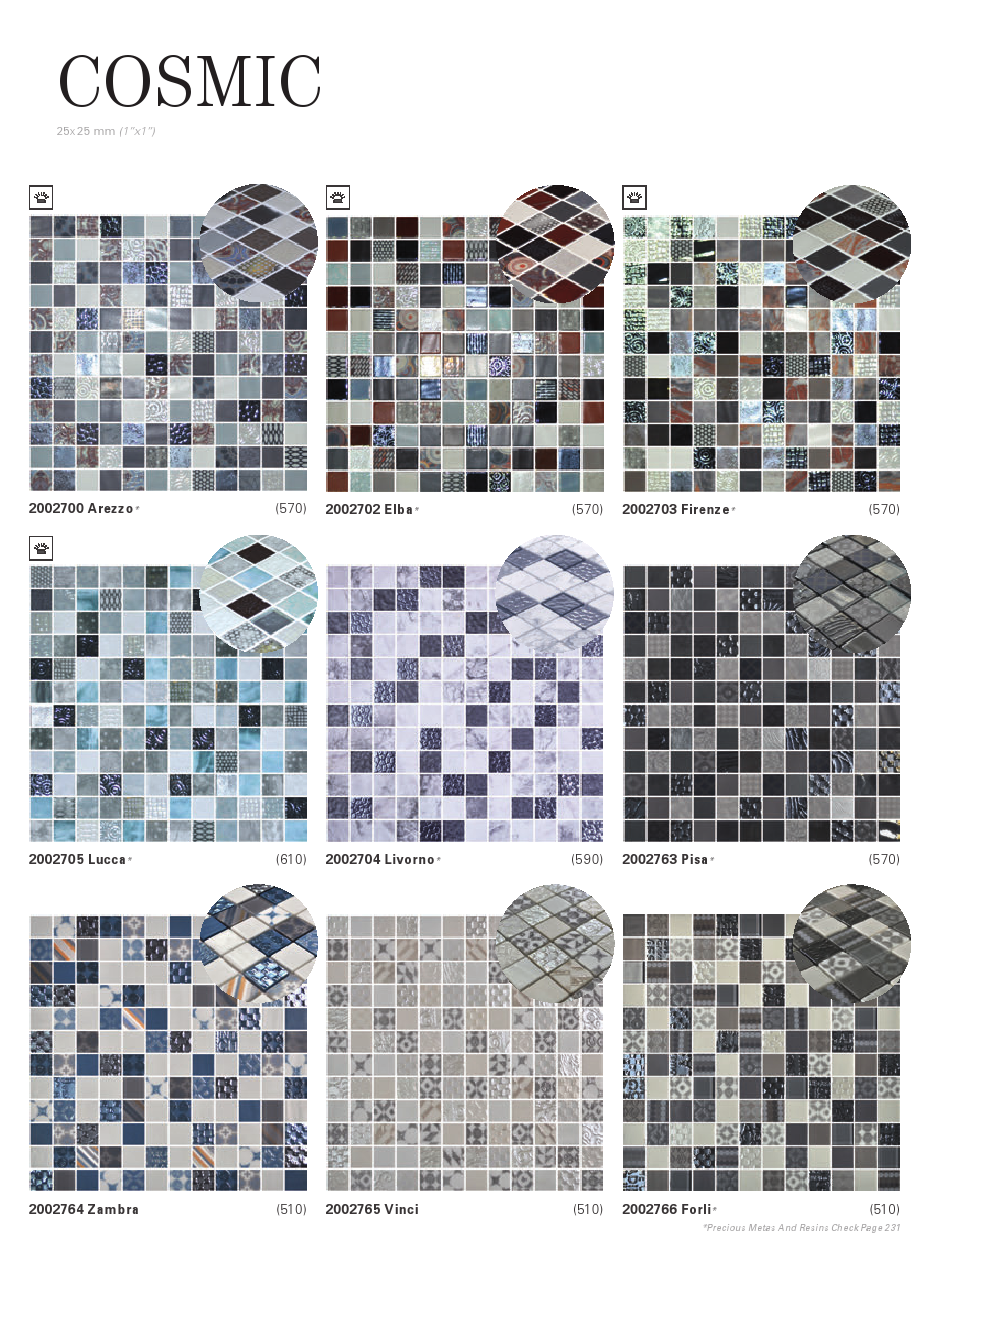 COSMIC
25x25 mm (1"x1")
2002700 Arezzo* (570)
2002702 Elba* (570)
2002703 Firenze* (570)
2002705 Lucca* (610)
2002704 Livorno* (590)
2002763 Pisa* (570)
2002764 Zambra (510)
2002765 Vinci (510)
2002766 Forli* (510)
*Precious Metøs And Resins Check Page 231